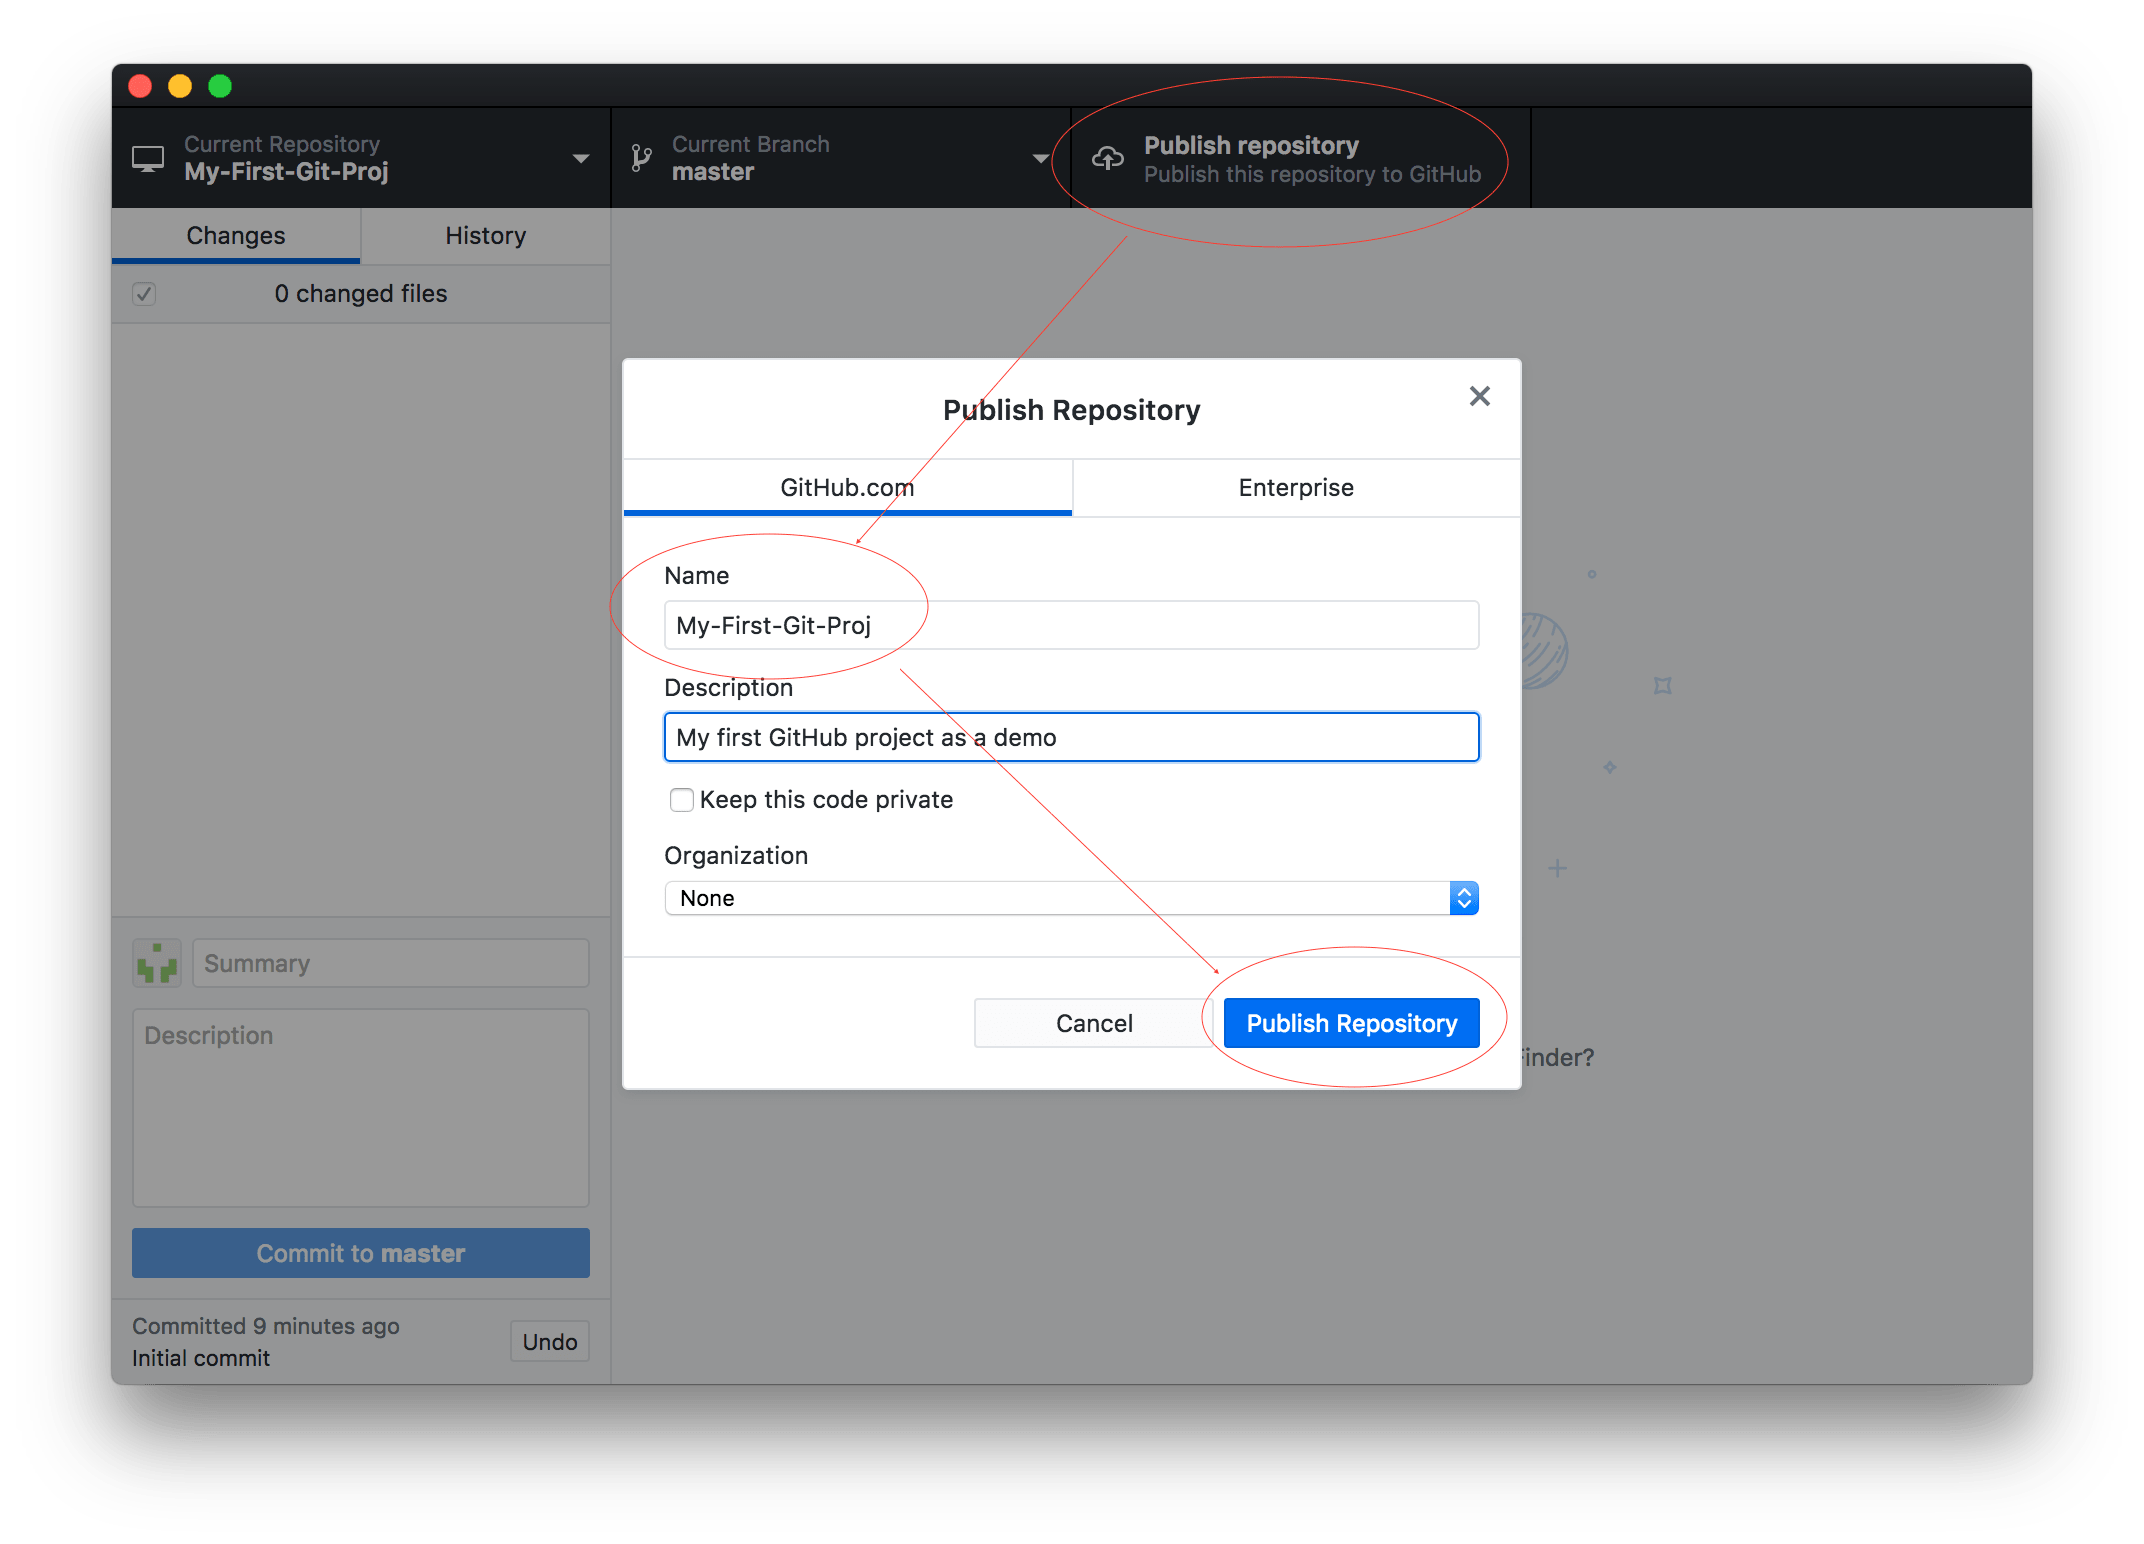 Current Repository
My-First-Git-Proj
Current Branch
master
Publish repository
Publish this repository to GitHub
Changes
History
0 changed files
Publish Repository
GitHub.com
Enterprise
Name
My-First-Git-Proj
Description
My first GitHub project as a demo
Keep this code private
Organization
None
Cancel
Publish Repository
Finder?
Summary
Description
Commit to master
Committed 9 minutes ago
Initial commit
Undo